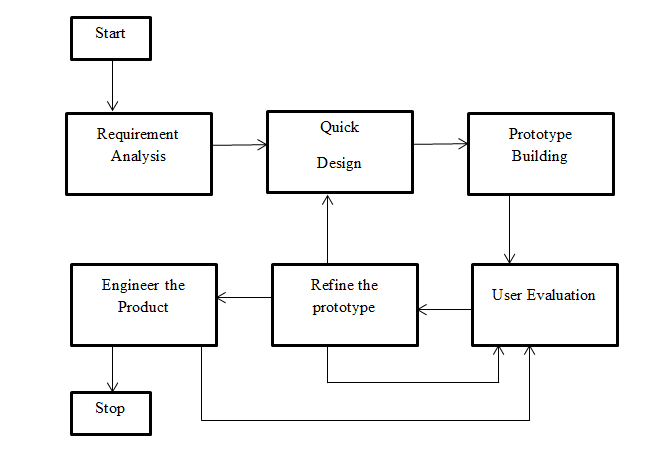 Start
Requirement
Analysis
Quick
Design
Prototype
Building
Engineer the
Product
Refine the
prototype
User Evaluation
Stop